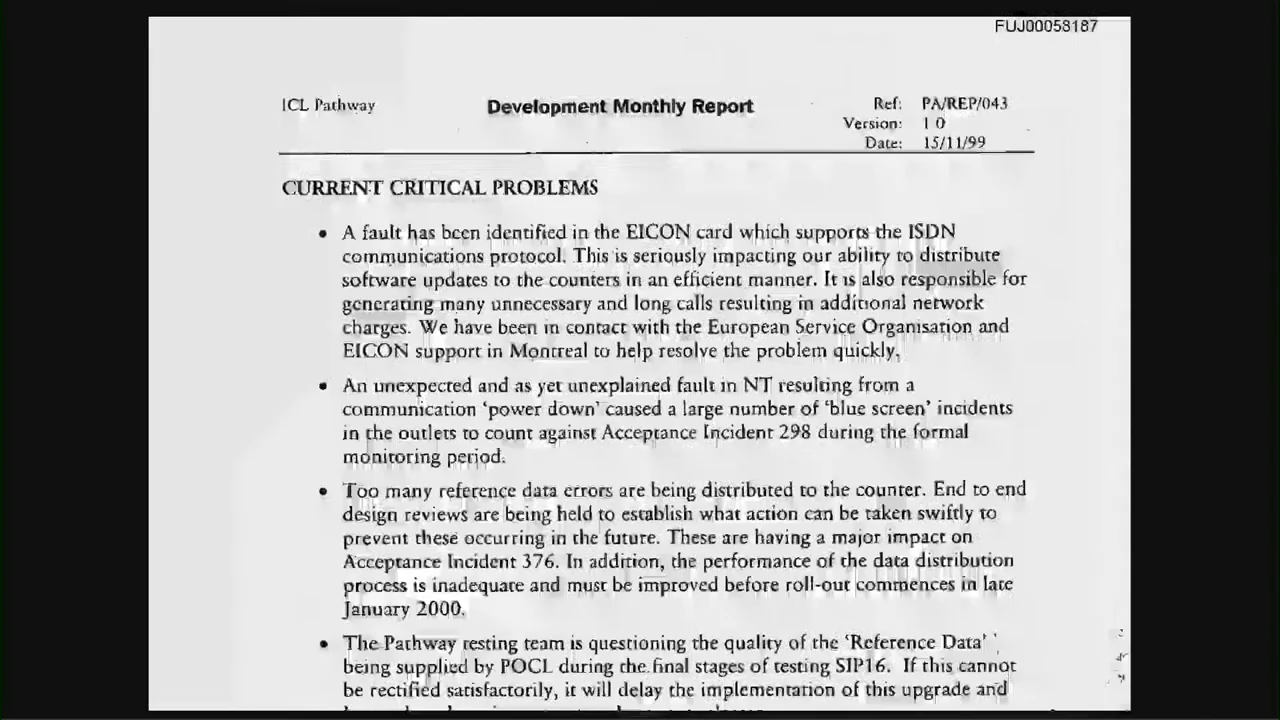 FUJ00058187
ICL Pathway
Development Monthly Report
Ref: PA/REP/043
Version: 1 0
Date: 15/11/99
CURRENT CRITICAL PROBLEMS
• A fault has been identified in the EICON card which supports the ISDN
communications protocol. This is seriously impacting our ability to distribute
software updates to the counters in an efficient manner. It is also responsible for
generating many unnecessary and long calls resulting in additional network
charges. We have been in contact with the European Service Organisation and
EICON support in Montreal to help resolve the problem quickly.
• An unexpected and as yet unexplained fault in NT resulting from a
communication ‘power down’ caused a large number of ‘blue screen’ incidents
in the outlets to count against Acceptance Incident 298 during the formal
monitoring period.
• Too many reference data errors are being distributed to the counter. End to end
design reviews are being held to establish what action can be taken swiftly to
prevent these occurring in the future. These are having a major impact on
Acceptance Incident 376. In addition, the performance of the data distribution
process is inadequate and must be improved before roll-out commences in late
January 2000.
• The Pathway testing team is questioning the quality of the ‘Reference Data’
being supplied by POCL during the final stages of testing SIP16. If this cannot
be rectified satisfactorily, it will delay the implementation of this upgrade and